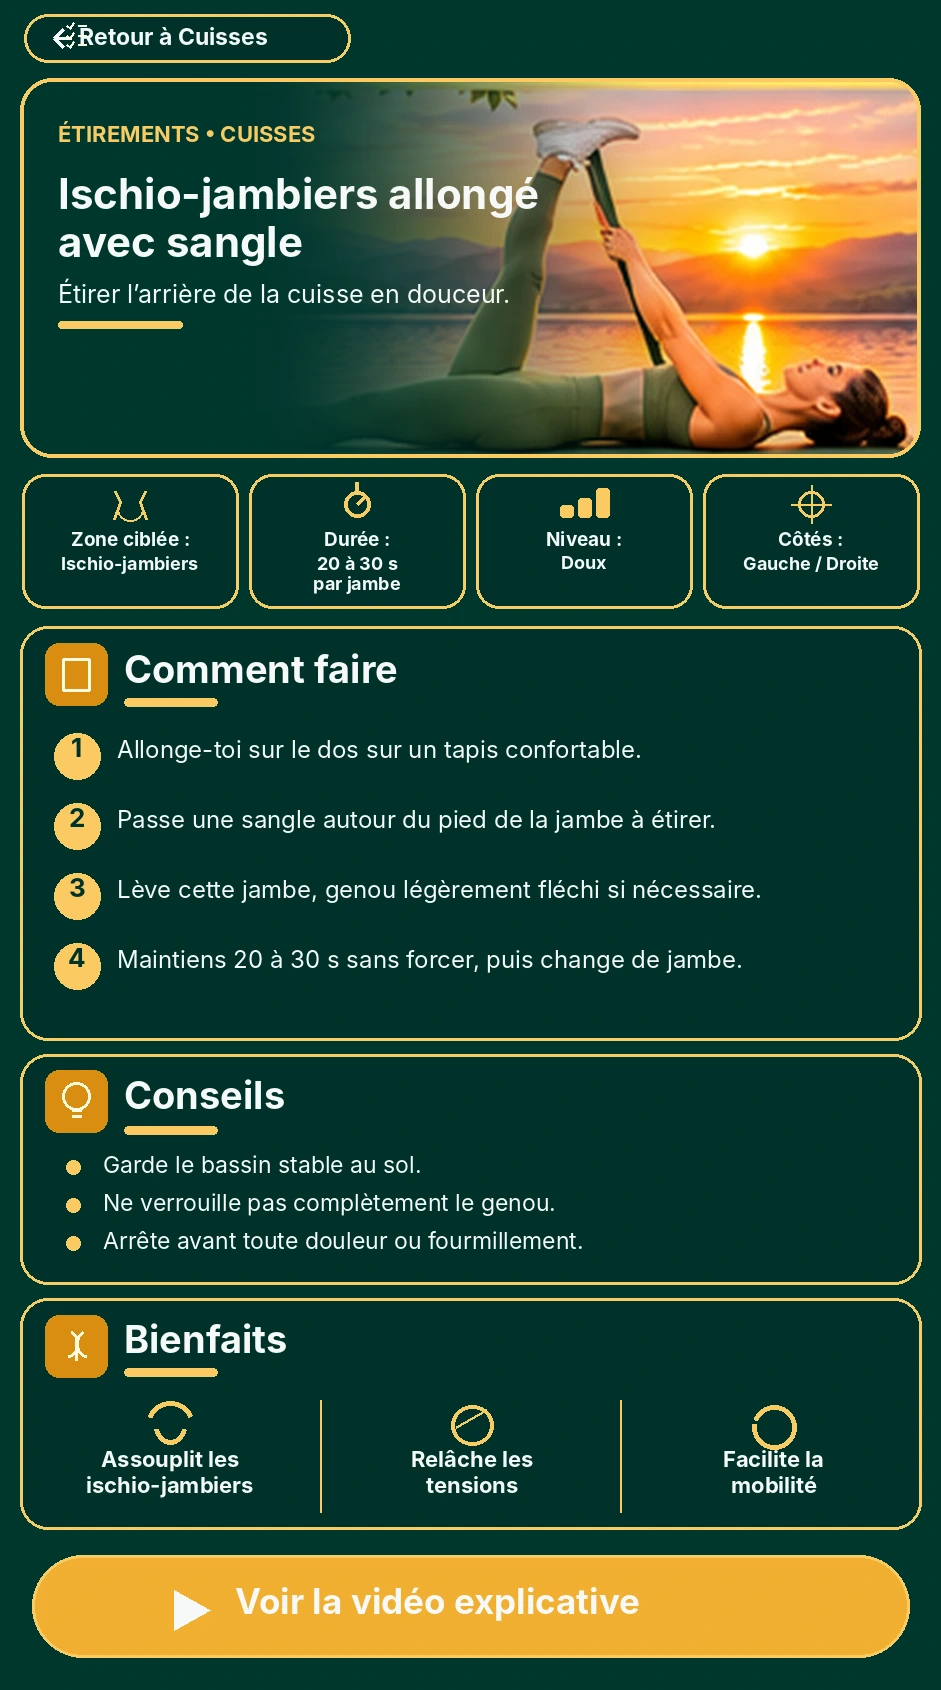 Retour à Cuisses
ÉTIREMENTS • CUISSES
Ischio-jambiers allongé
avec sangle
Étirer l’arrière de la cuisse en douceur.
Zone ciblée :
Ischio-jambiers
Durée :
20 à 30 s
par jambe
Niveau :
Doux
Côtés :
Gauche / Droite
Comment faire
1 Allonge-toi sur le dos sur un tapis confortable.
2 Passe une sangle autour du pied de la jambe à étirer.
3 Lève cette jambe, genou légèrement fléchi si nécessaire.
4 Maintiens 20 à 30 s sans forcer, puis change de jambe.
Conseils
Garde le bassin stable au sol.
Ne verrouille pas complètement le genou.
Arrête avant toute douleur ou fourmillement.
Bienfaits
Assouplit les
ischio-jambiers
Relâche les
tensions
Facilite la
mobilité
Voir la vidéo explicative